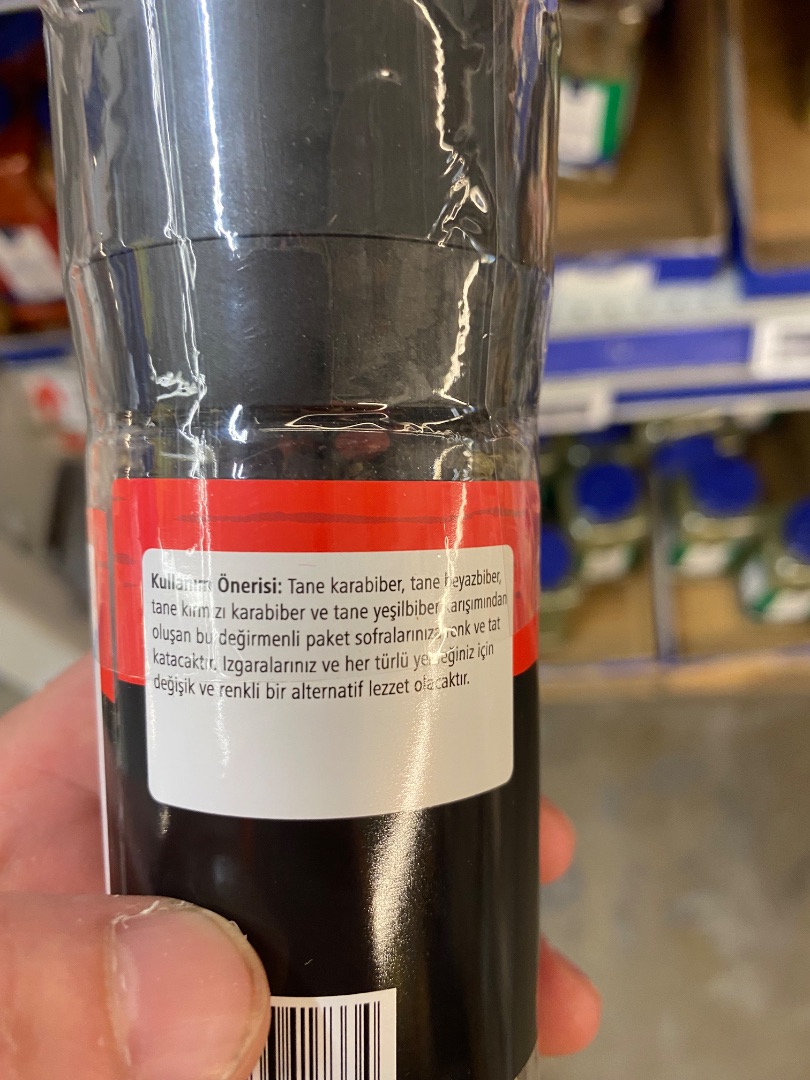 Kullanım Önerisi: Tane karabiber, tane beyazbiber,
tane kırmızı karabiber ve tane yeşilbiber karışımından
oluşan bu değirmenli paket sofralarınıza renk ve tat
katacaktır. Izgaralarınız ve her türlü yemeğiniz için
değişik ve renkli bir alternatif lezzet olacaktır.